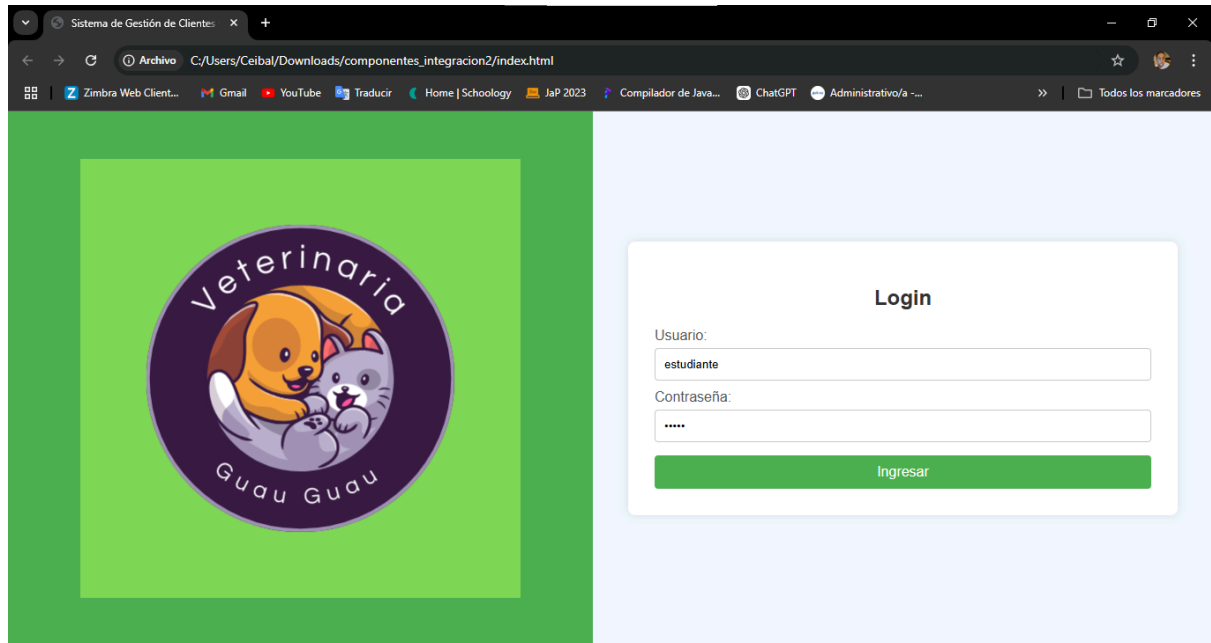 Sistema de Gestión de Clientes
Archivo C:/Users/Ceibal/Downloads/componentes_integracion2/index.html
Zimbra Web Client... Gmail YouTube Traducir Home | Schoology JaP 2023 Compilador de Java... ChatGPT Administrativo/a -... » Todos los marcadores
Veterinaria
Guau Guau
Login
Usuario:
estudiante
Contraseña:
•••••
Ingresar